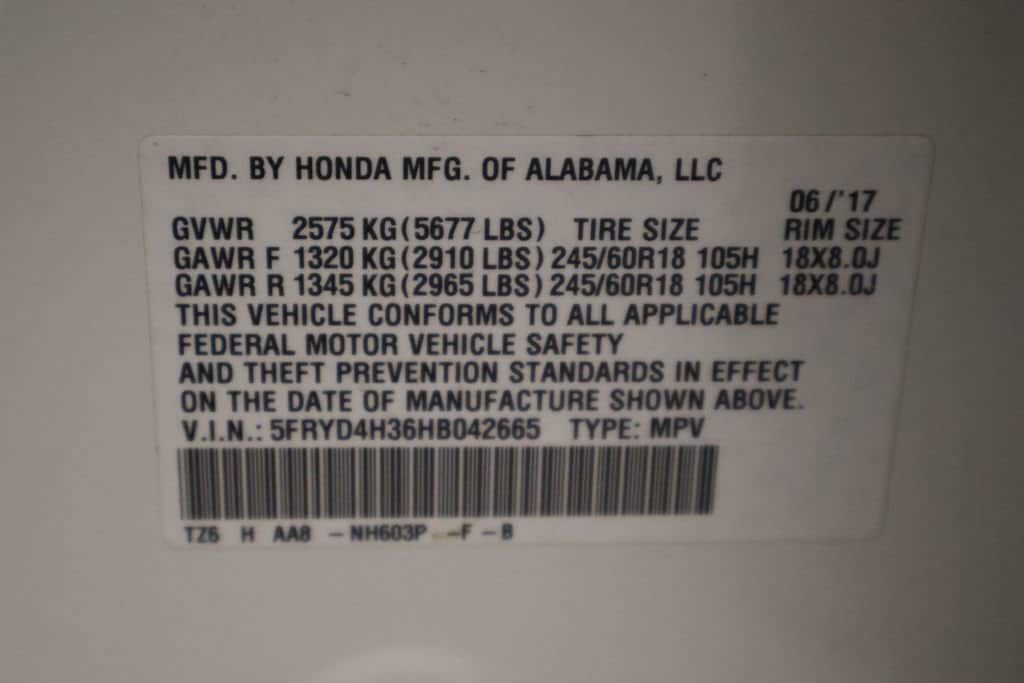 MFD. BY HONDA MFG. OF ALABAMA, LLC
06/'17
GVWR 2575 KG(5677 LBS) TIRE SIZE RIM SIZE
GAWR F 1320 KG(2910 LBS) 245/60R18 105H 18X8.0J
GAWR R 1345 KG(2965 LBS) 245/60R18 105H 18X8.0J
THIS VEHICLE CONFORMS TO ALL APPLICABLE
FEDERAL MOTOR VEHICLE SAFETY
AND THEFT PREVENTION STANDARDS IN EFFECT
ON THE DATE OF MANUFACTURE SHOWN ABOVE.
V.I.N.: 5FRYD4H36HB042665 TYPE: MPV
TZ6 H AA8 -NH603P -F-B